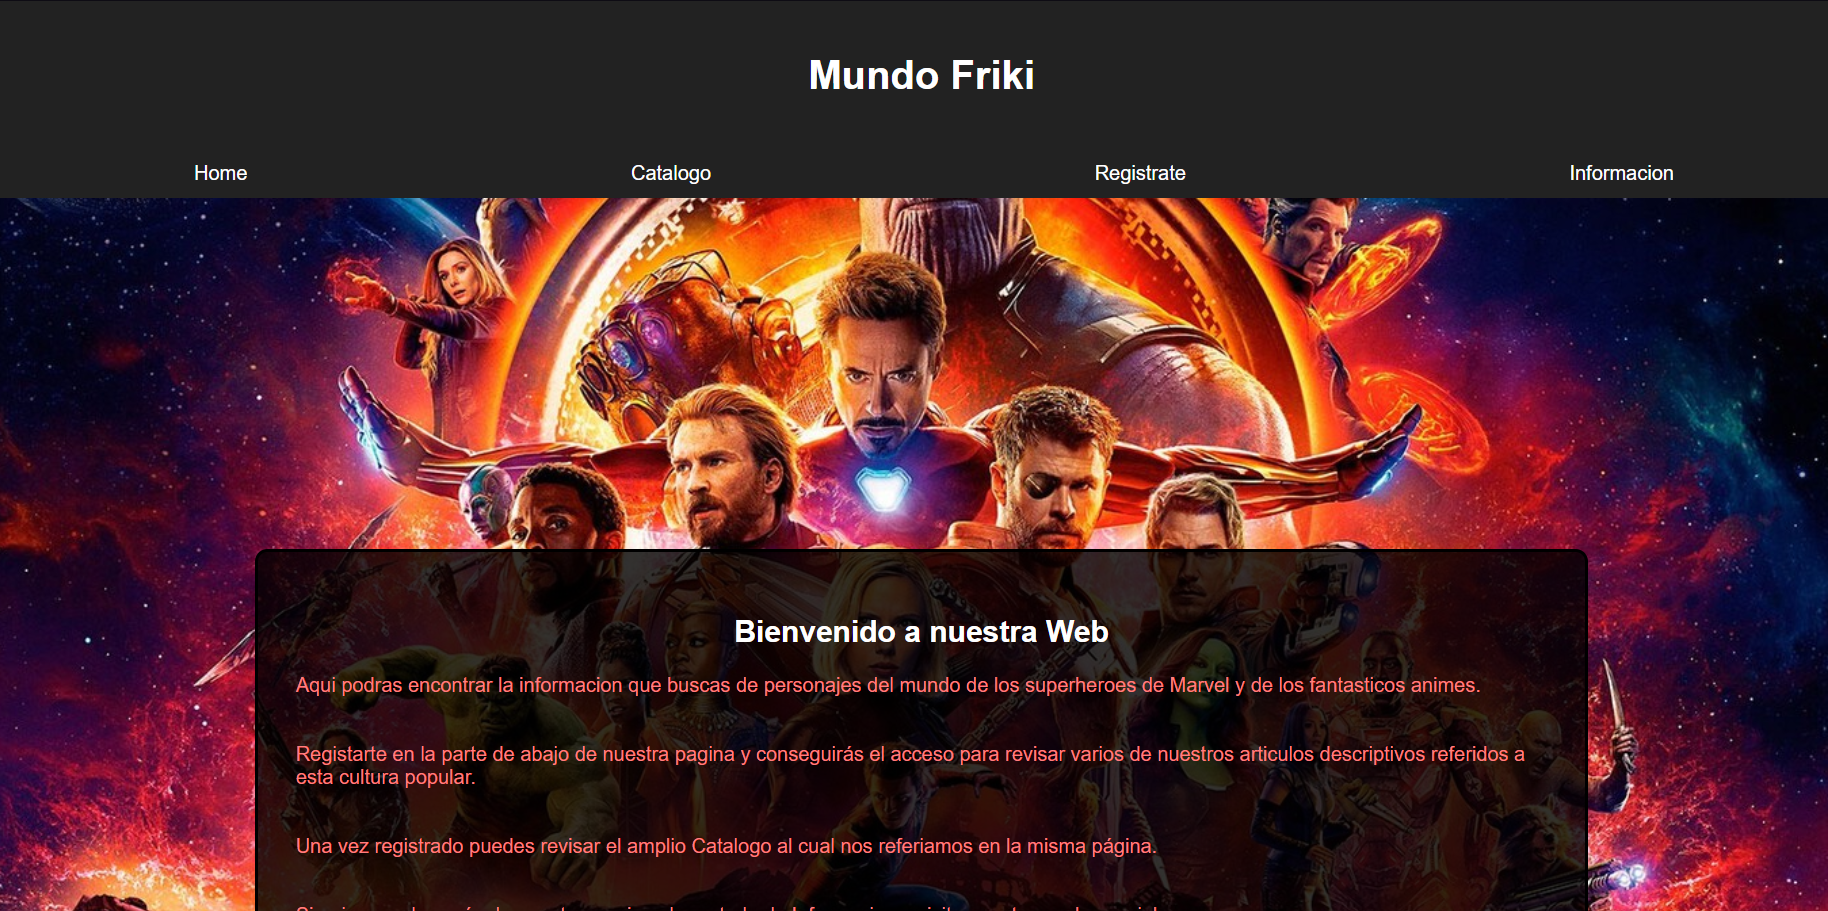 Mundo Friki
Home
Catalogo
Registrate
Informacion
Bienvenido a nuestra Web
Aqui podras encontrar la informacion que buscas de personajes del mundo de los superheroes de Marvel y de los fantasticos animes.
Registarte en la parte de abajo de nuestra pagina y conseguirás el acceso para revisar varios de nuestros articulos descriptivos referidos a
esta cultura popular.
Una vez registrado puedes revisar el amplio Catalogo al cual nos referiamos en la misma página.